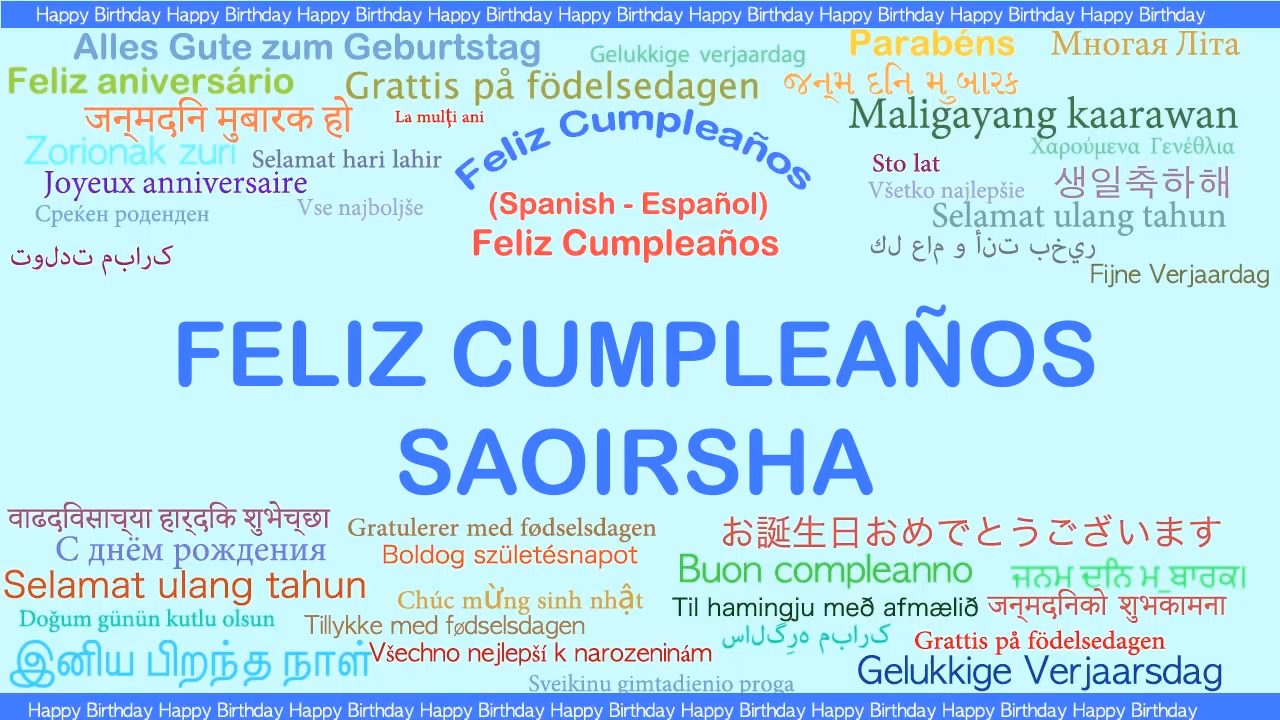 Happy Birthday Happy Birthday Happy Birthday Happy Birthday Happy Birthday Happy Birthday Happy Birthday Happy Birthday Happy Birthday
Alles Gute zum Geburtstag
Gelukkige verjaardag
Parabéns
Многая Літа
Feliz aniversário
Grattis på födelsedagen
જન્મ દિન મુબારક
जन्मदिन मुबारक हो
La mulţi ani
Feliz Cumpleaños
Maligayang kaarawan
Zorionak zuri
Selamat hari lahir
Χαρούμενα Γενέθλια
Sto lat
Joyeux anniversaire
(Spanish - Español)
Všetko najlepšie
생일축하해
Среќен роденден
Vse najboljše
Selamat ulang tahun
Feliz Cumpleaños
تولدت مبارک
كل عام و أنت بخير
Fijne Verjaardag
FELIZ CUMPLEAÑOS
SAOIRSHA
वाढदिवसाच्या हार्दिक शुभेच्छा
Gratulerer med fødselsdagen
お誕生日おめでとうございます
С днём рождения
Boldog születésnapot
Buon compleanno
ਜਨਮ ਦਿਨ ਮੁਬਾਰਕ।
Selamat ulang tahun
Chúc mừng sinh nhật
Til hamingju með afmælið
जन्मदिनको शुभकामना
Doğum günün kutlu olsun
Tillykke med fødselsdagen
سالگرہ مبارک
Grattis på födelsedagen
இனிய பிறந்த நாள்
Všechno nejlepší k narozeninám
Gelukkige Verjaarsdag
Sveikinu gimtadienio proga
Happy Birthday Happy Birthday Happy Birthday Happy Birthday Happy Birthday Happy Birthday Happy Birthday Happy Birthday Happy Birthday